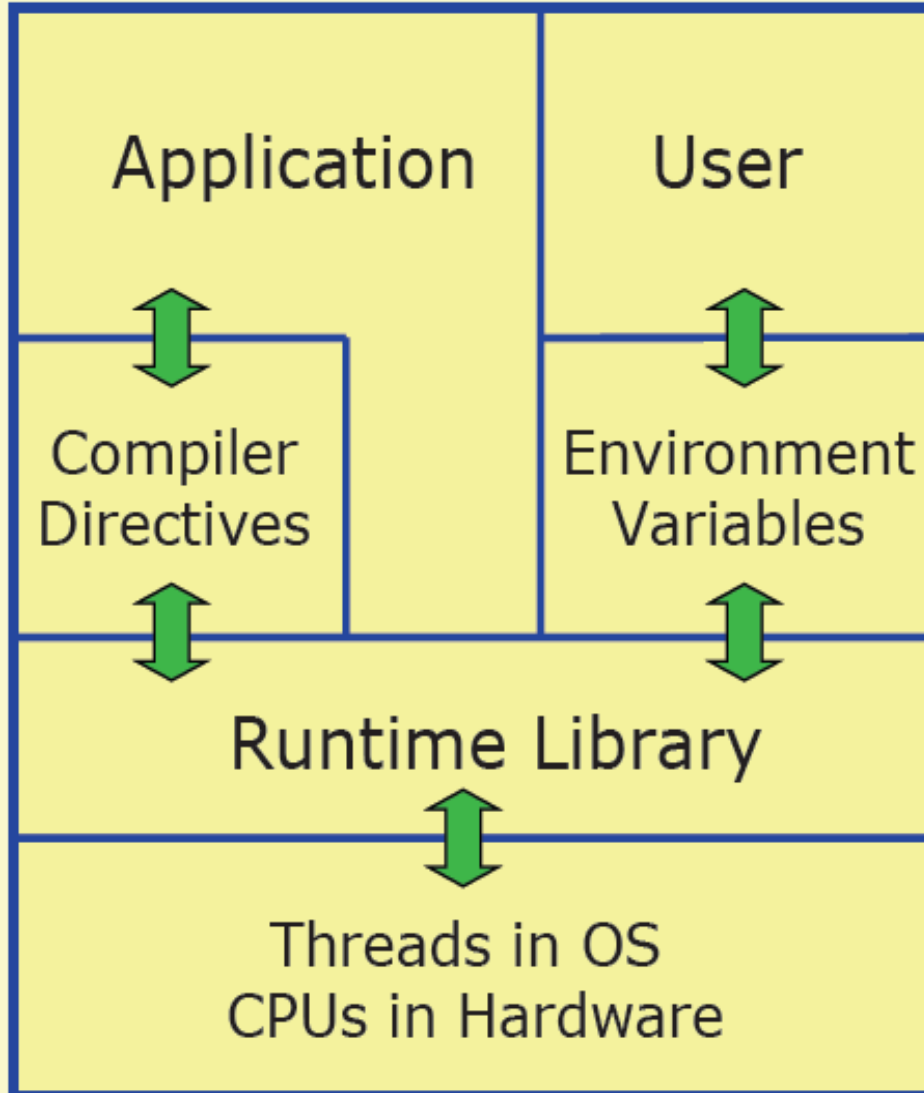 Application
User
Compiler
Directives
Environment
Variables
Runtime Library
Threads in OS
CPUs in Hardware